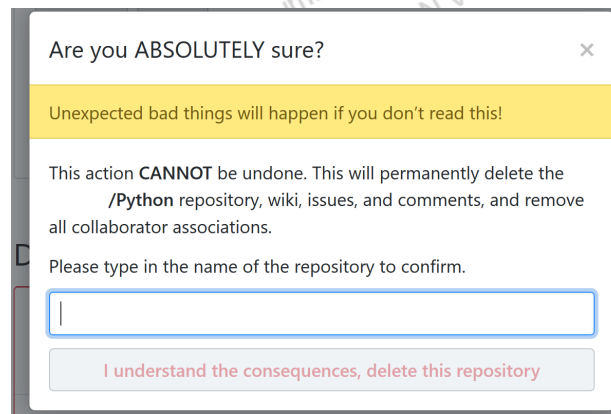 Are you ABSOLUTELY sure?
×
Unexpected bad things will happen if you don't read this!
This action CANNOT be undone. This will permanently delete the
/Python repository, wiki, issues, and comments, and remove
all collaborator associations.
Please type in the name of the repository to confirm.
I understand the consequences, delete this repository
D